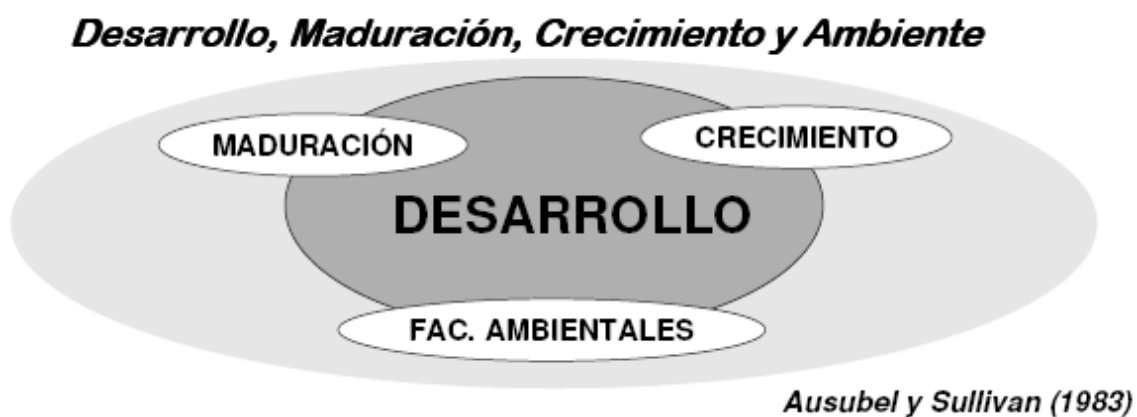 Desarrollo, Maduración, Crecimiento y Ambiente
MADURACIÓN
CRECIMIENTO
DESARROLLO
FAC. AMBIENTALES
Ausubel y Sullivan (1983)